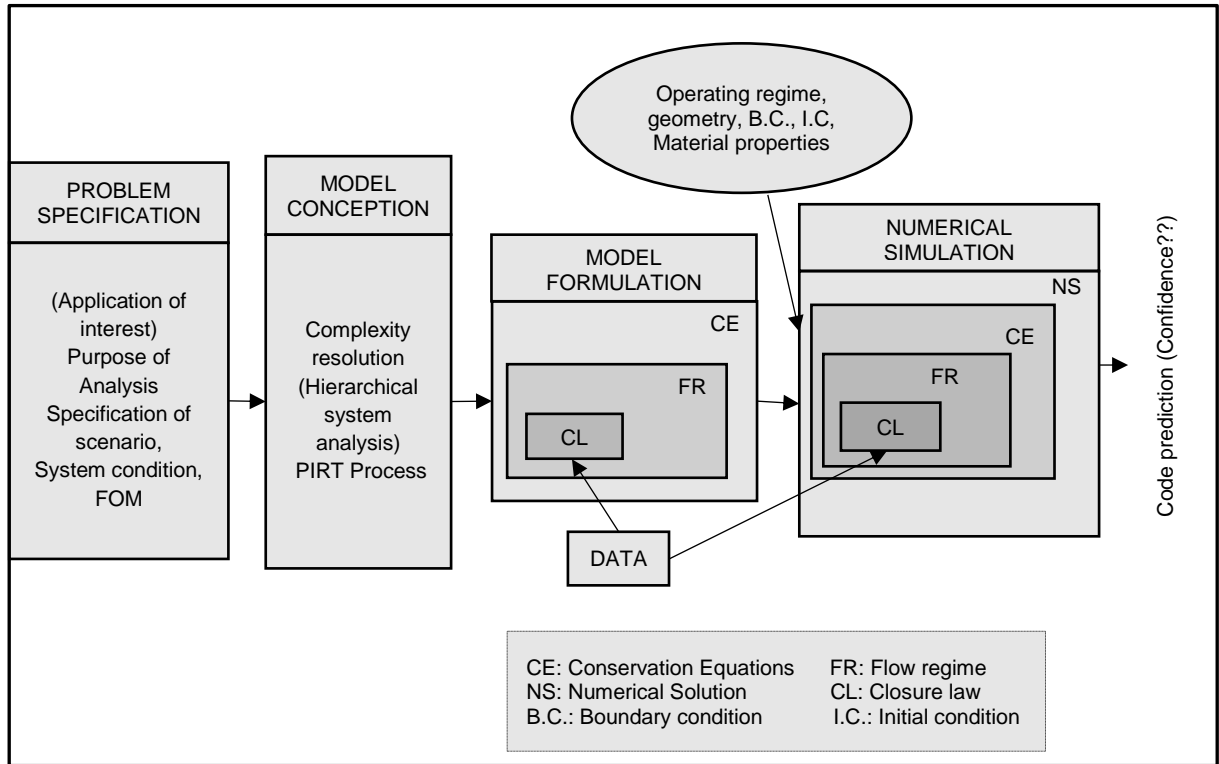 Operating regime,
geometry, B.C., I.C,
Material properties
PROBLEM
SPECIFICATION
(Application of
interest)
Purpose of
Analysis
Specification of
scenario,
System condition,
FOM
MODEL
CONCEPTION
Complexity
resolution
(Hierarchical
system
analysis)
PIRT Process
MODEL
FORMULATION
CE
FR
CL
NUMERICAL
SIMULATION
NS
CE
FR
CL
DATA
Code prediction (Confidence??)
CE: Conservation Equations FR: Flow regime
NS: Numerical Solution CL: Closure law
B.C.: Boundary condition I.C.: Initial condition